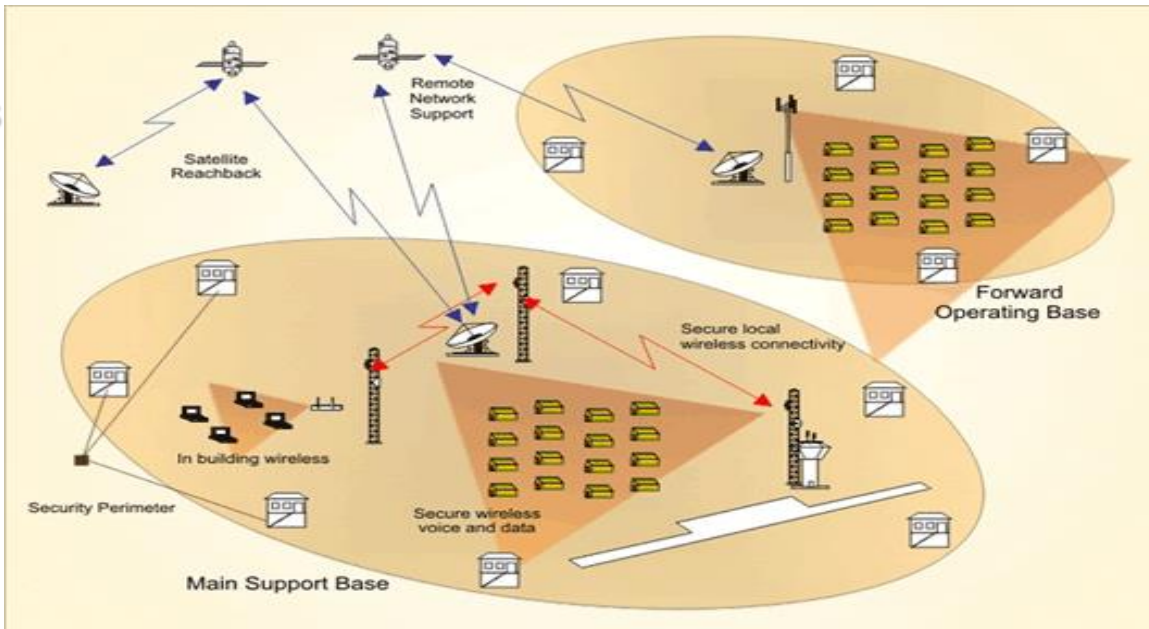 Remote
Network
Support
Satellite
Reachback
Forward
Operating Base
Secure local
wireless connectivity
In building wireless
Security Perimeter
Secure wireless
voice and data
Main Support Base